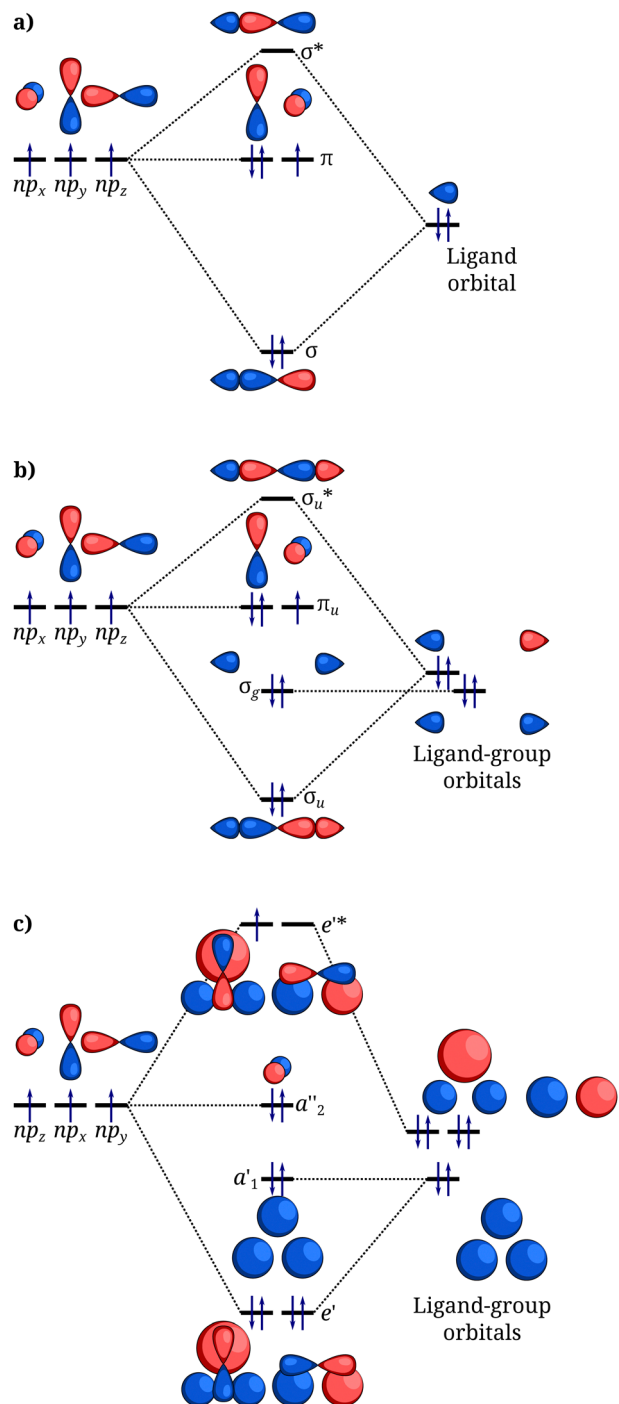 a)
σ*
π
npx npy npz
Ligand
orbital
σ
b)
σu*
πu
npx npy npz
σg
Ligand-group
orbitals
σu
c)
e'*
a''2
npz npx npy
a'1
Ligand-group
orbitals
e'